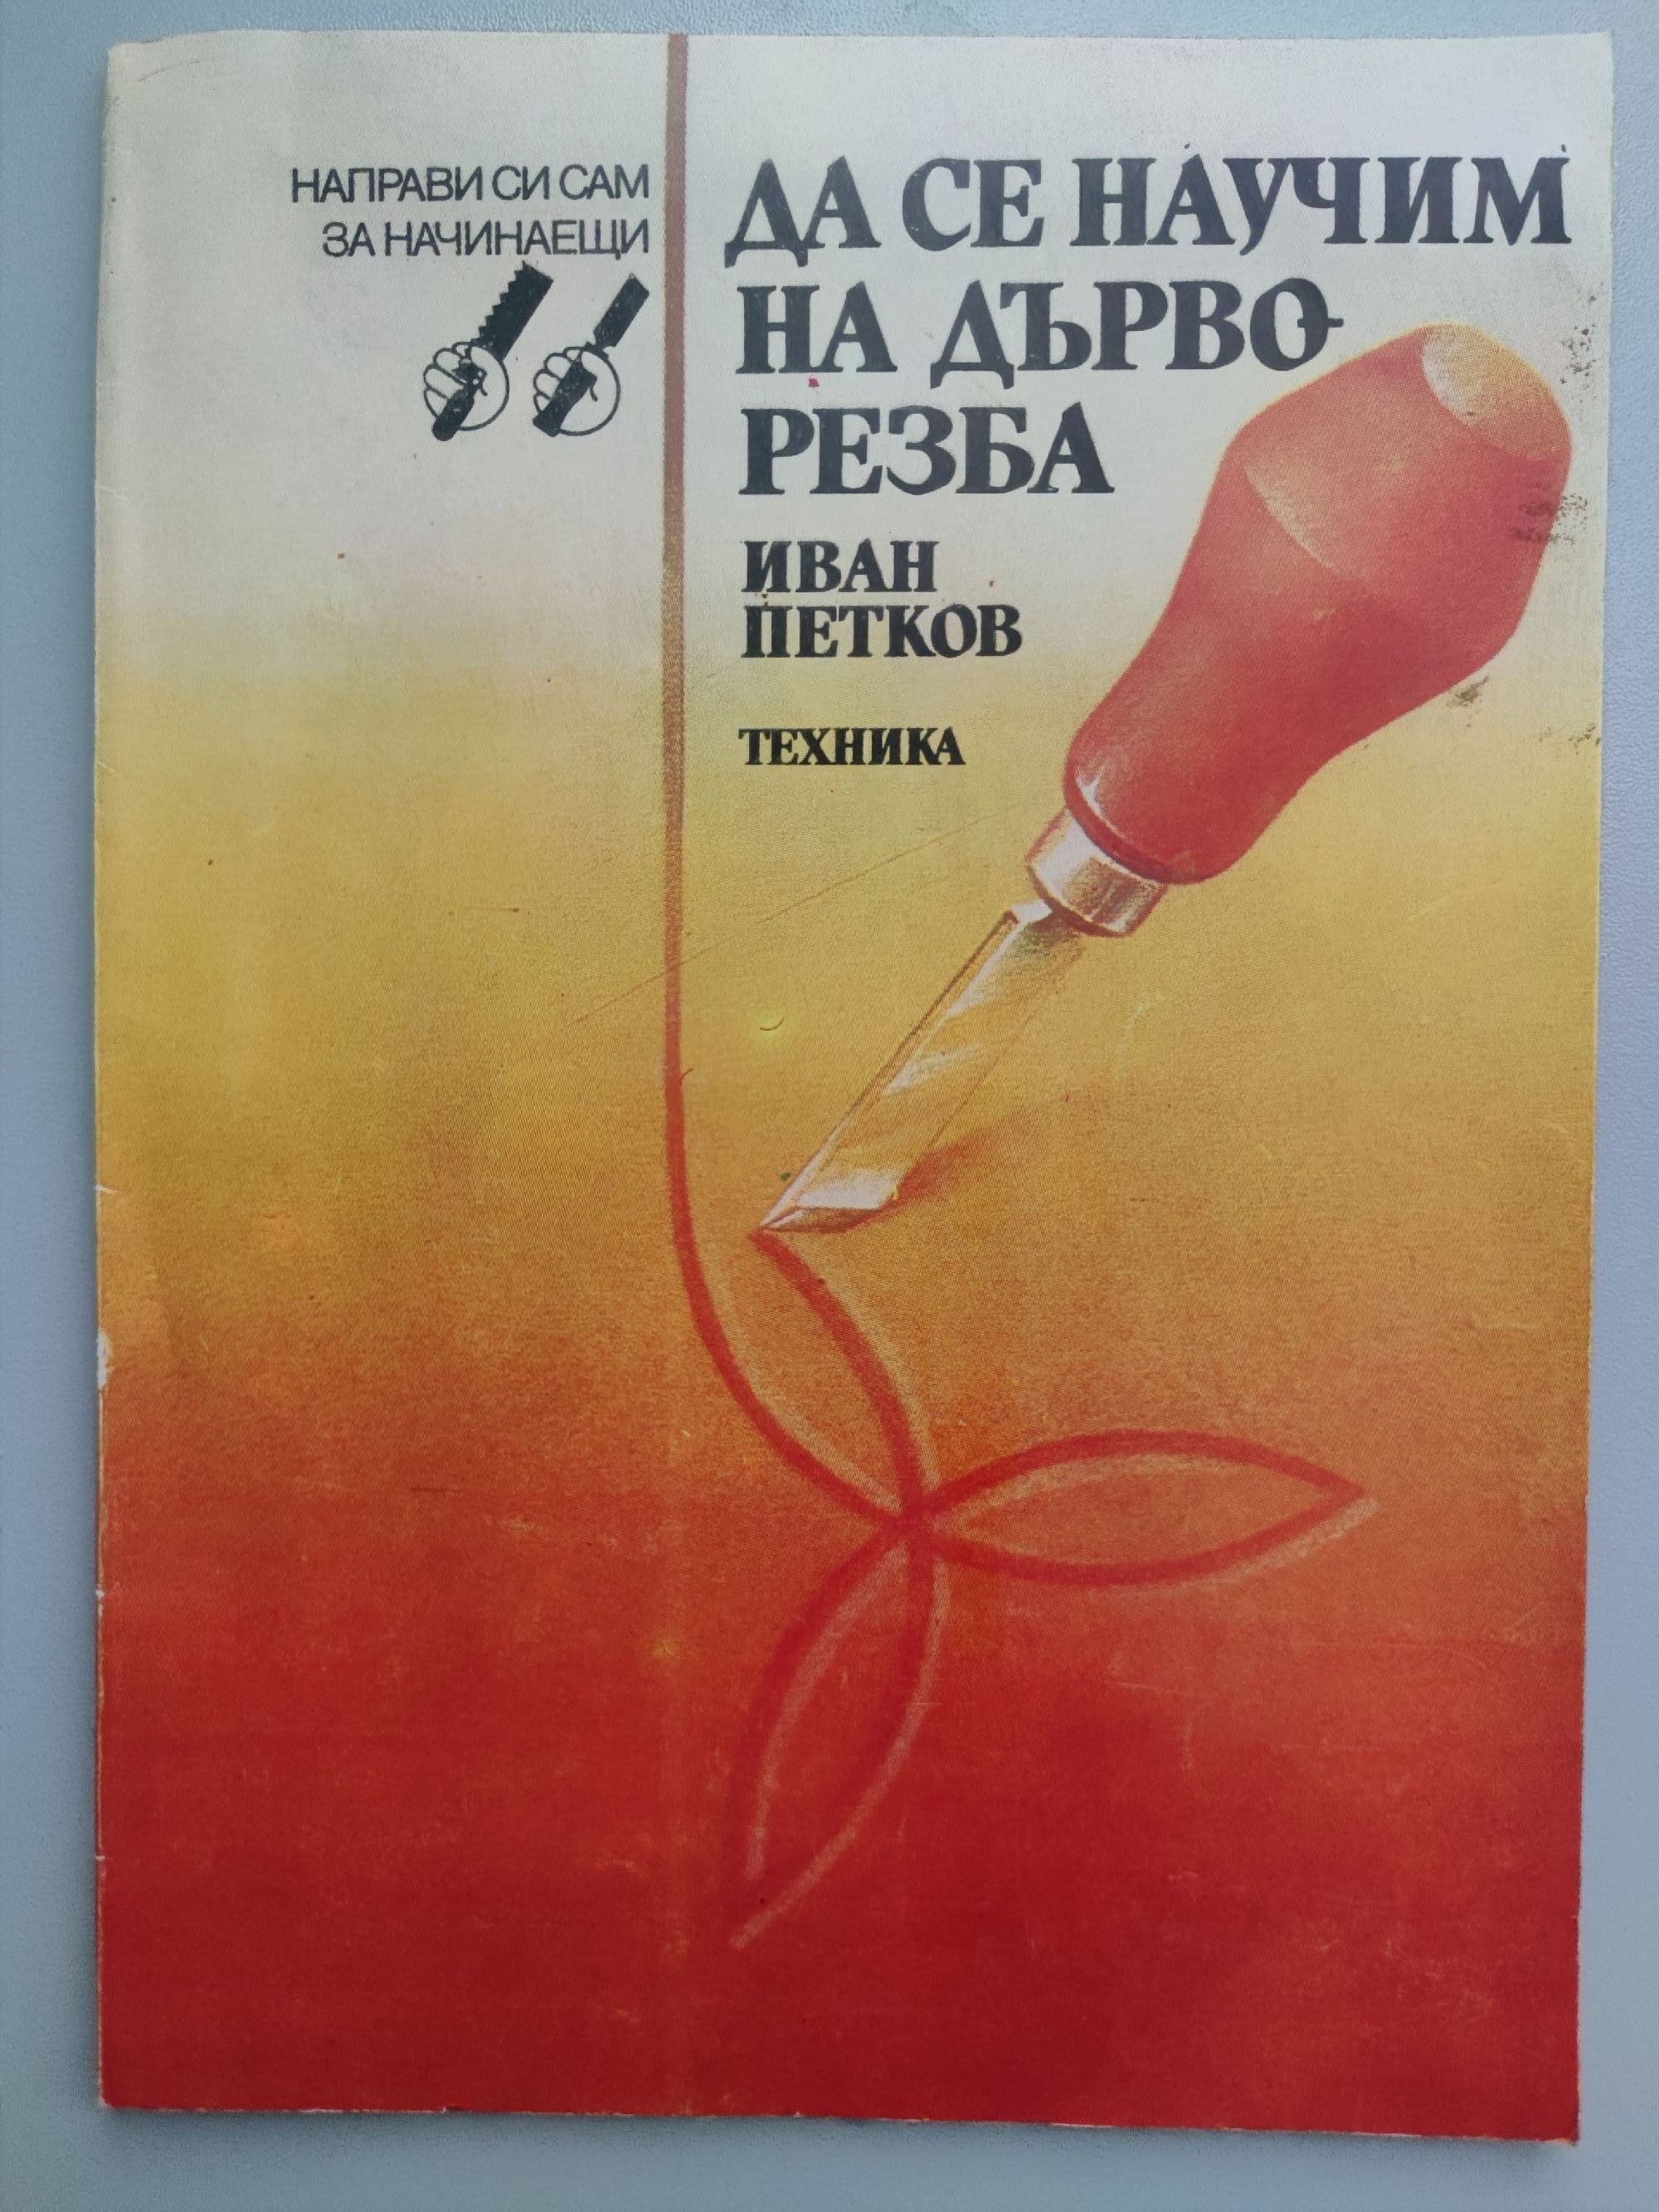 НАПРАВИ СИ САМ
ЗА НАЧИНАЕЩИ
ДА СЕ НАУЧИМ
НА ДЪРВО-
РЕЗБА
ИВАН
ПЕТКОВ
ТЕХНИКА